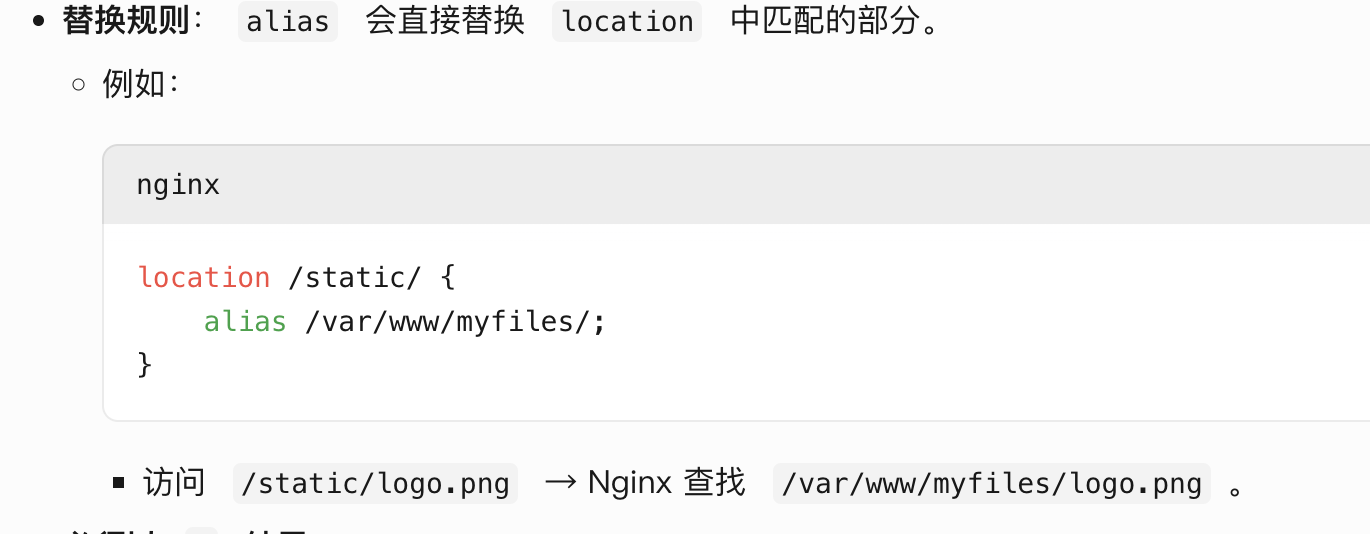 替换规则： alias 会直接替换 location 中匹配的部分。
例如：
nginx
location /static/ {
    alias /var/www/myfiles/;
}
访问 /static/logo.png → Nginx 查找 /var/www/myfiles/logo.png 。